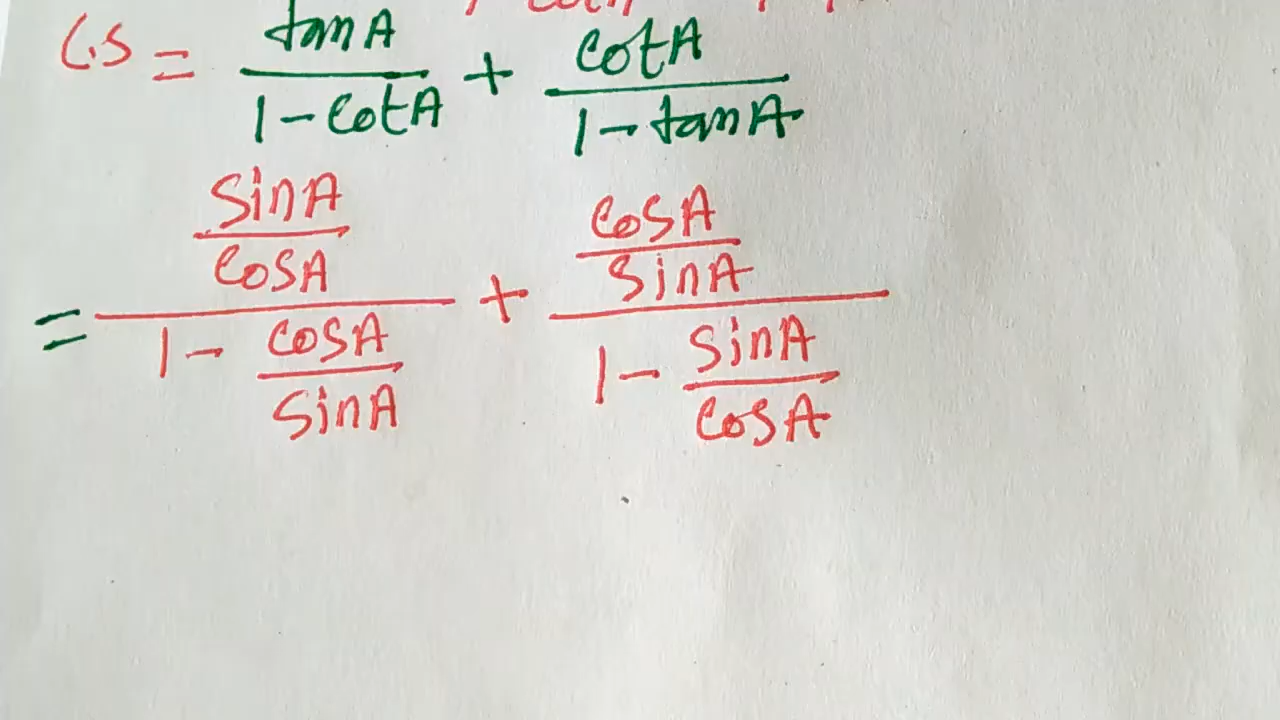 L.S = tanA / 1 - cotA + cotA / 1 - tanA
= sinA/cosA / 1 - cosA/sinA + cosA/sinA / 1 - sinA/cosA